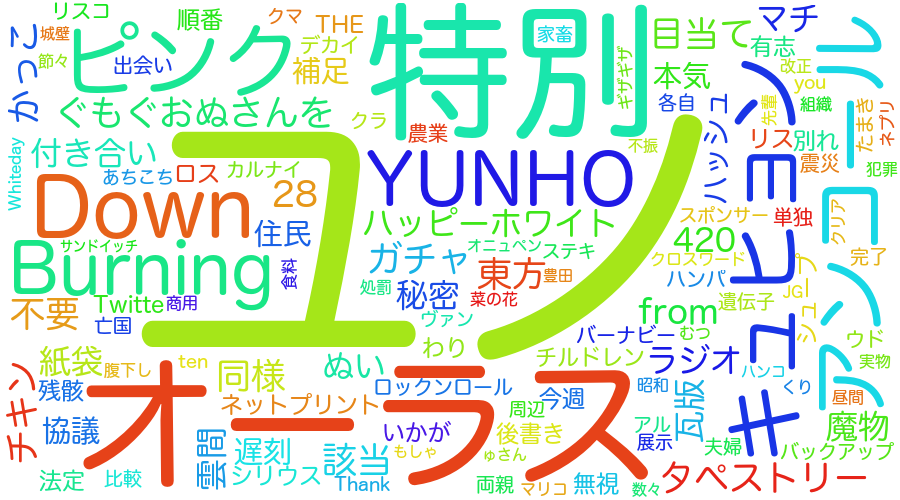 リスコ
順番
クマ
THE
特別
家畜
目当て
マチ
城壁
かっこ
ピンク
デカイ
ギザギザ
有志
アンコール
節々
出会い
補足
本気
改正
you
ぐもぐおぬさんを
クラ
各自
ハッシュ
先輩
組織
たまき
ネプリ
Whiteday
付き合い
農業
不振
リス
別れ
あちこち
ロス
カルナイ
ユンノ
震災
犯罪
Down
28
YUNHO
キュヒョン
スポンサー
単独
クリア
住民
ハッピーホワイト
420
Burning
サンドイッチ
ガチャ
オニュペン
ステキ
クロスワード
完了
食料
東方
豊田
ハンパ
遺伝子
JG
シュープ
不要
Twitte
商用
処罰
秘密
菜の花
from
亡国
ヴァン
バーナビー
むつ
ウド
紙袋
腹下し
ten
同様
ぬい
わり
チルドレン
ラジオ
ハンコ
実物
チキン
残骸
オーラス
ロックンロール
今週
昭和
くり
昼間
ネットプリント
周辺
瓦版
協議
雲間
遅刻
いかが
後書き
アル
魔物
シリウス
該当
もしゃ
ゅさん
展示
夫婦
バックアップ
法定
比較
Thank
両親
マリコ
無視
数々
タペストリー